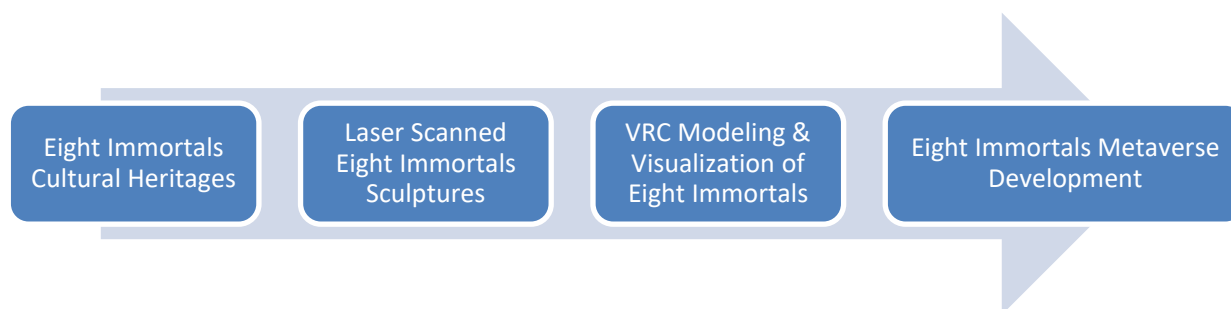 Eight Immortals
Cultural Heritages
Laser Scanned
Eight Immortals
Sculptures
VRC Modeling &
Visualization of
Eight Immortals
Eight Immortals Metaverse
Development